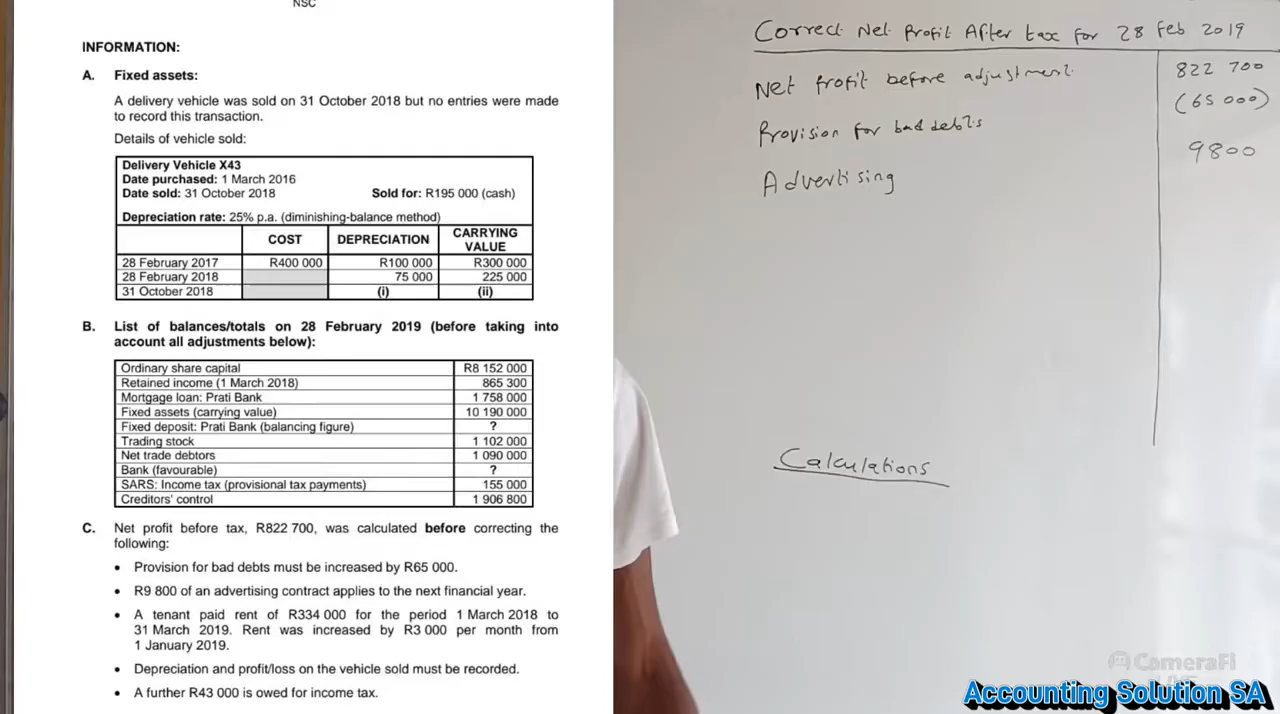 NSC
INFORMATION:
A. Fixed assets:
A delivery vehicle was sold on 31 October 2018 but no entries were made
to record this transaction.
Details of vehicle sold:
Delivery Vehicle X43
Date purchased: 1 March 2016
Date sold: 31 October 2018 Sold for: R195 000 (cash)
Depreciation rate: 25% p.a. (diminishing-balance method)
COST DEPRECIATION CARRYING VALUE
28 February 2017 R400 000 R100 000 R300 000
28 February 2018 75 000 225 000
31 October 2018 (i) (ii)
B. List of balances/totals on 28 February 2019 (before taking into
account all adjustments below):
Ordinary share capital R8 152 000
Retained income (1 March 2018) 865 300
Mortgage loan: Prati Bank 1 758 000
Fixed assets (carrying value) 10 190 000
Fixed deposit: Prati Bank (balancing figure) ?
Trading stock 1 102 000
Net trade debtors 1 090 000
Bank (favourable) ?
SARS: Income tax (provisional tax payments) 155 000
Creditors' control 1 906 800
C. Net profit before tax, R822 700, was calculated before correcting the
following:
• Provision for bad debts must be increased by R65 000.
• R9 800 of an advertising contract applies to the next financial year.
• A tenant paid rent of R334 000 for the period 1 March 2018 to
31 March 2019. Rent was increased by R3 000 per month from
1 January 2019.
• Depreciation and profit/loss on the vehicle sold must be recorded.
• A further R43 000 is owed for income tax.
Correct Net Profit After tax for 28 Feb 2019
Net profit before adjustment 822 700
Provision for bad debts (65 000)
Advertising 9800
Calculations
CameraFi
Accounting Solution SA